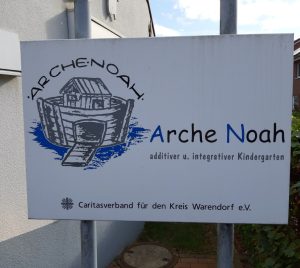 ARCHE·NOAH
Arche Noah
additiver u. integrativer Kindergarten
Caritasverband für den Kreis Warendorf e.V.